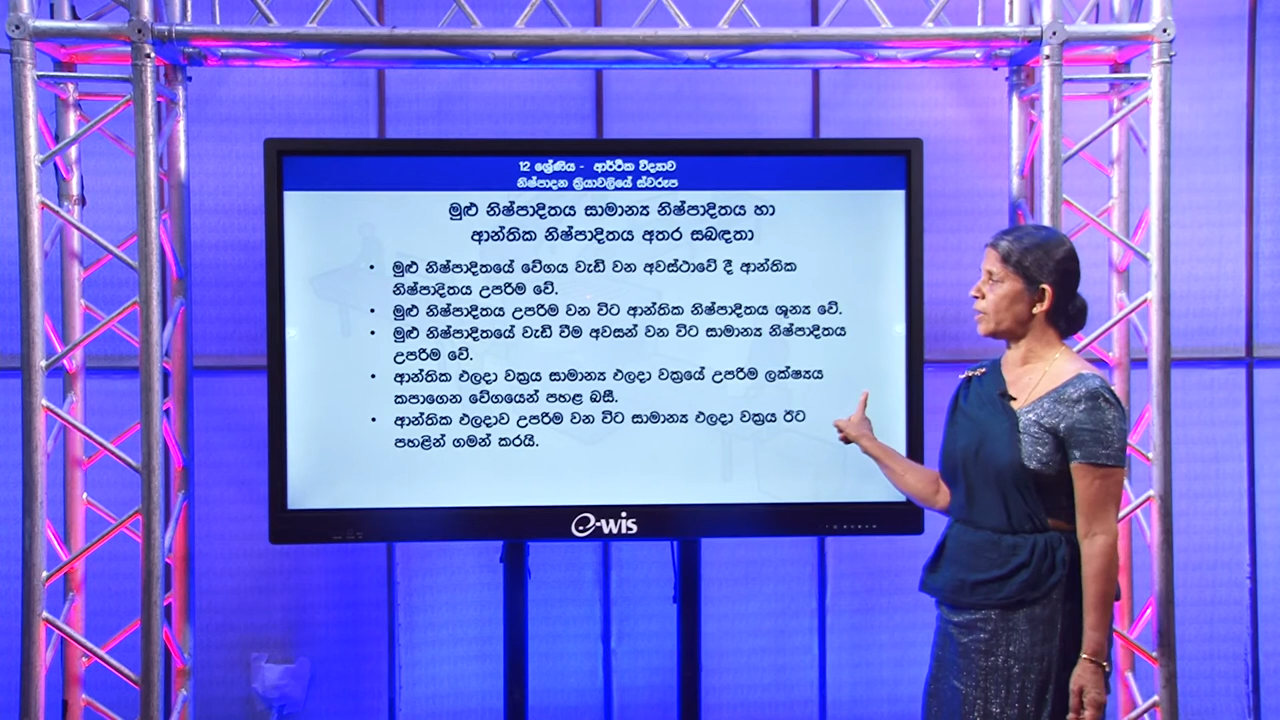 12 ශ්‍රේණිය - ආර්ථික විද්‍යාව
නිෂ්පාදන ක්‍රියාවලියේ ස්වරූප
මුළු නිෂ්පාදිතය සාමාන්‍ය නිෂ්පාදිතය හා
ආන්තික නිෂ්පාදිතය අතර සබඳතා
• මුළු නිෂ්පාදිතයේ වේගය වැඩි වන අවස්ථාවේ දී ආන්තික
නිෂ්පාදිතය උපරිම වේ.
• මුළු නිෂ්පාදිතය උපරිම වන විට ආන්තික නිෂ්පාදිතය ශුන්‍ය වේ.
• මුළු නිෂ්පාදිතයේ වැඩි වීම අවසන් වන විට සාමාන්‍ය නිෂ්පාදිතය
උපරිම වේ.
• ආන්තික ඵලදා වක්‍රය සාමාන්‍ය ඵලදා වක්‍රයේ උපරිම ලක්ෂ්‍යය
කපාගෙන වේගයෙන් පහළ බසී.
• ආන්තික ඵලදාව උපරිම වන විට සාමාන්‍ය ඵලදා වක්‍රය ඊට
පහළින් ගමන් කරයි.
e-wis